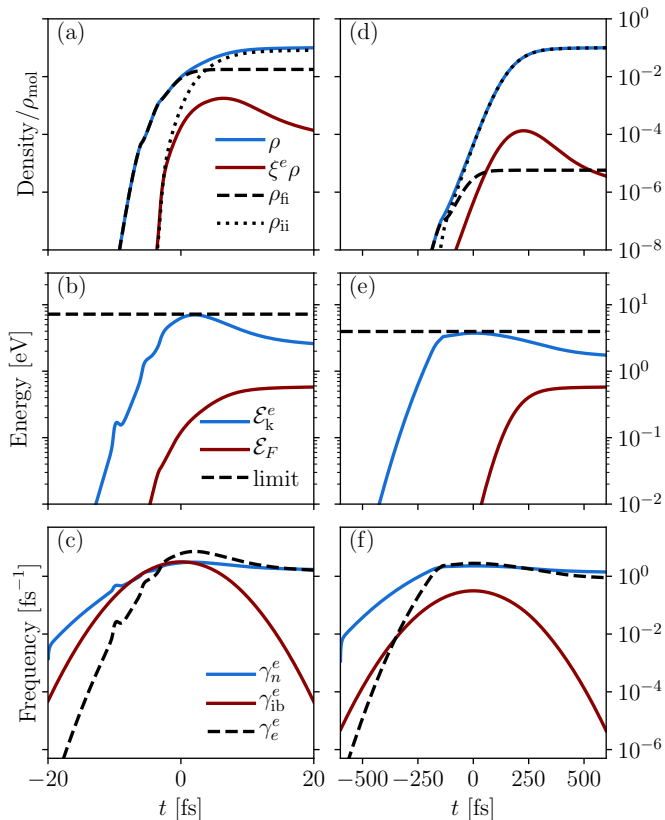 (a)
(d)
10^0
10^{-2}
10^{-4}
10^{-6}
10^{-8}
Density/ρ_mol
ρ
ξ^e ρ
ρ_fi
ρ_ii
(b)
(e)
10^1
10^0
10^{-1}
10^{-2}
Energy [eV]
ℰ_k^e
ℰ_F
limit
(c)
(f)
10^0
10^{-2}
10^{-4}
10^{-6}
Frequency [fs^{-1}]
γ_n^e
γ_ib^e
γ_e^e
−20 0 20
−500 −250 0 250 500
t [fs]
t [fs]